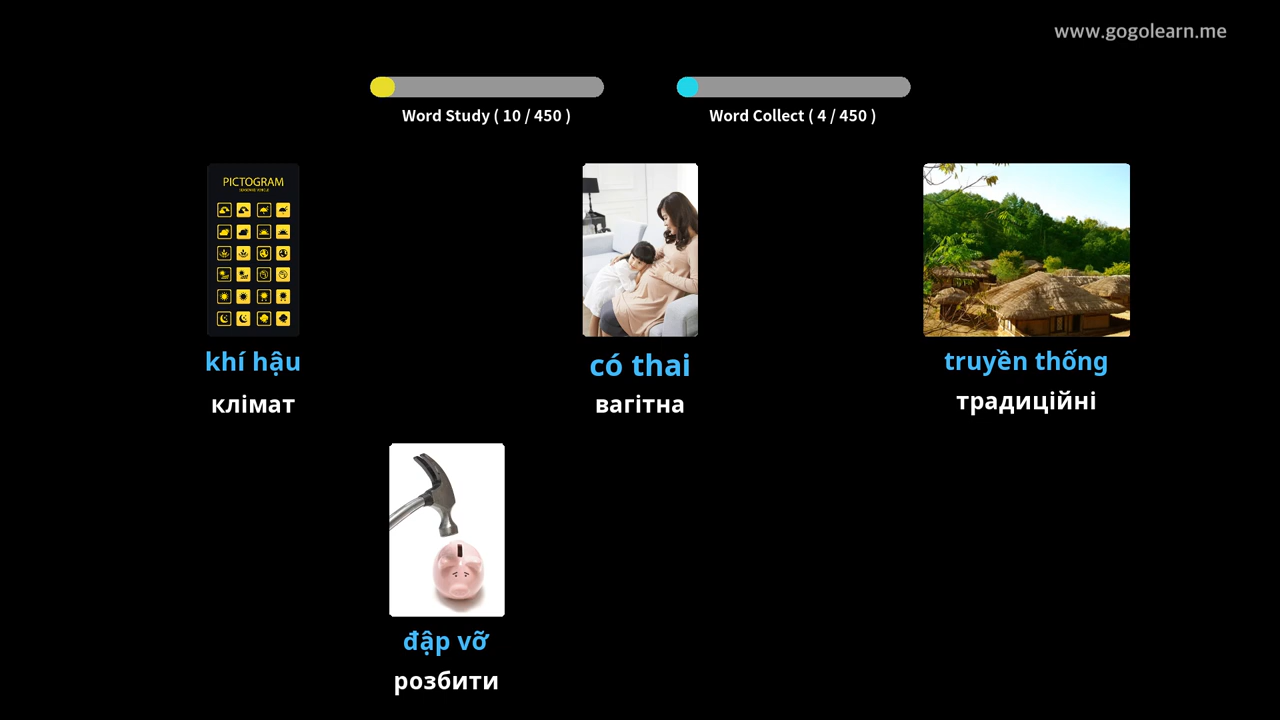 www.gogolearn.me
Word Study ( 10 / 450 )
Word Collect ( 4 / 450 )
PICTOGRAM
khí hậu
клімат
có thai
вагітна
truyền thống
традиційні
đập vỡ
розбити